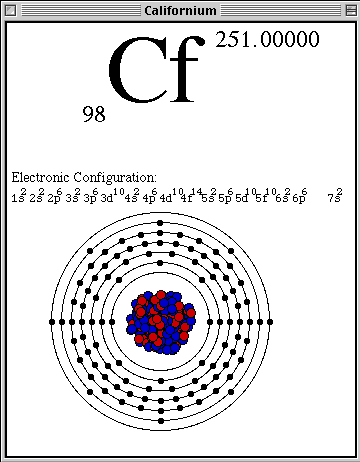 Californium
Cf
251.00000
98
Electronic Configuration:
1s² 2s² 2p⁶ 3s² 3p⁶ 3d¹⁰ 4s² 4p⁶ 4d¹⁰ 4f¹⁴ 5s² 5p⁶ 5d¹⁰ 5f¹⁰ 6s² 6p⁶ 7s²